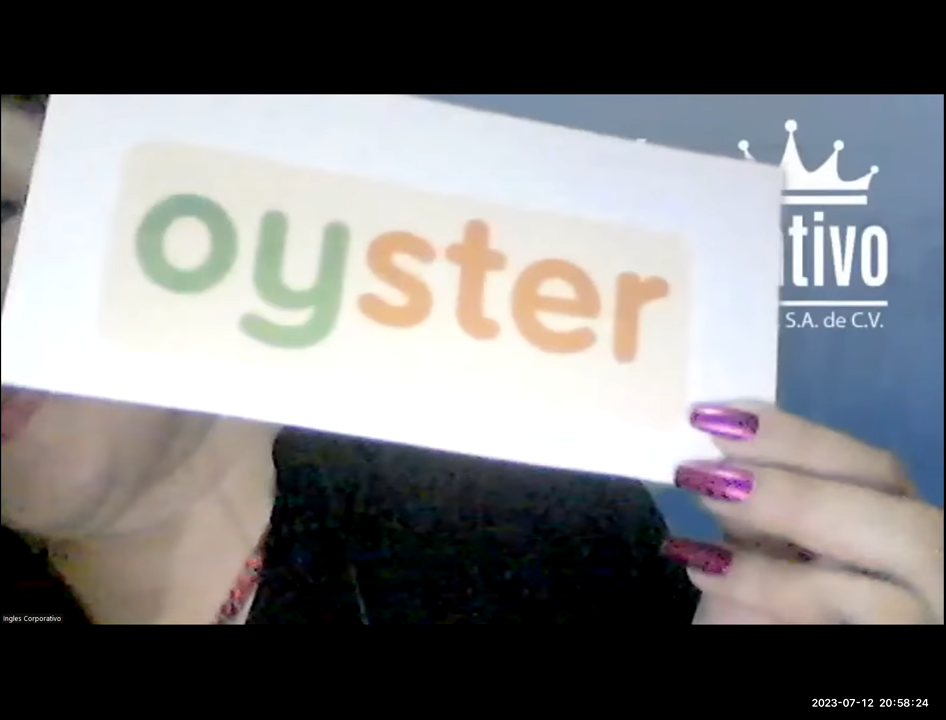 oyster
tivo
S.A. de C.V.
Ingles Corporativo
2023-07-12 20:58:24